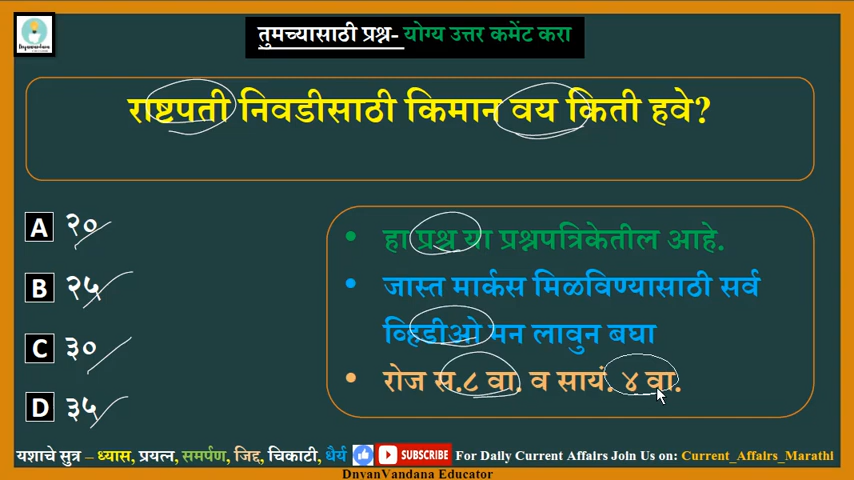 तुमच्यासाठी प्रश्न- योग्य उत्तर कमेंट करा
राष्ट्रपती निवडीसाठी किमान वय किती हवे?
A २०
B २५
C ३०
D ३५
• हा प्रश्न या प्रश्नपत्रिकेतील आहे.
• जास्त मार्कस मिळविण्यासाठी सर्व
व्हिडीओ मन लावुन बघा
• रोज स.८ वा. व सायं. ४ वा.
यशाचे सुत्र – ध्यास, प्रयत्न, समर्पण, जिद्द, चिकाटी, धैर्य SUBSCRIBE For Daily Current Affairs Join Us on: Current_Affairs_Marathi
DnyanVandana Educator